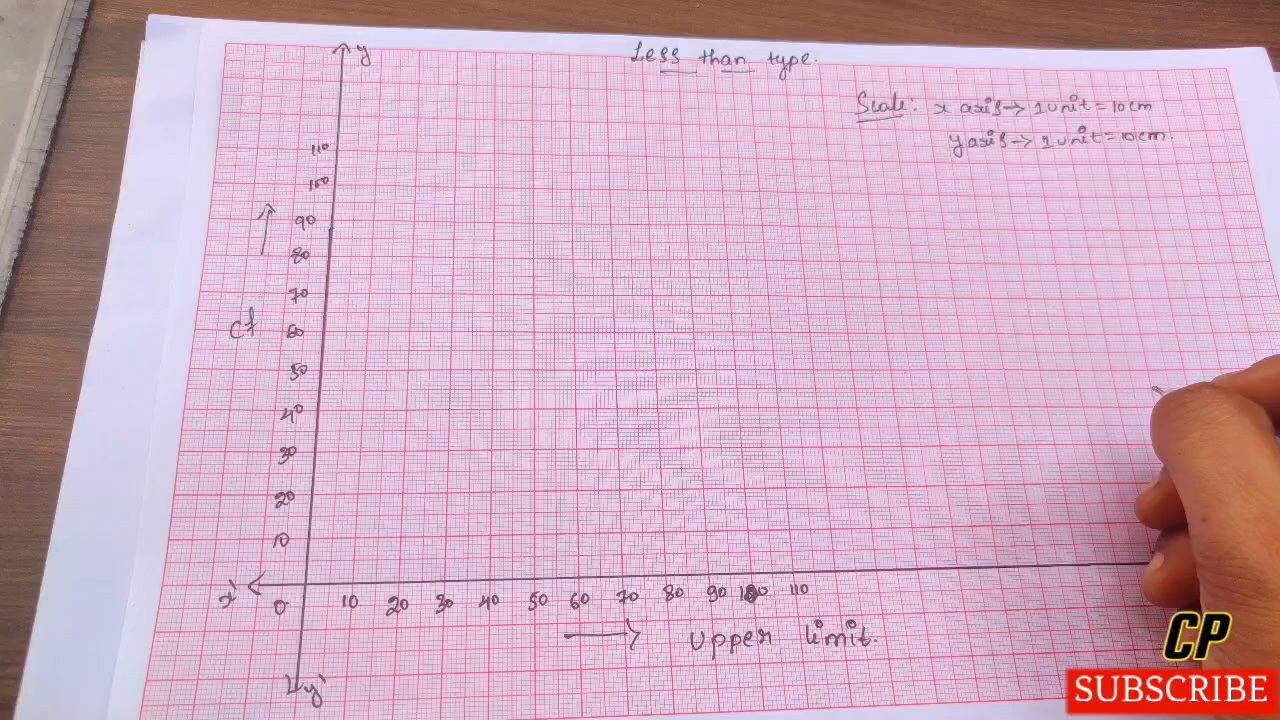 Less than type.
Scale: x axis → 1 unit = 10 cm
y axis → 1 unit = 10 cm.
y
110
100
90
80
70
cf
60
50
40
30
20
10
x'
0 10 20 30 40 50 60 70 80 90 100 110
→ upper limit.
y'
CP
SUBSCRIBE